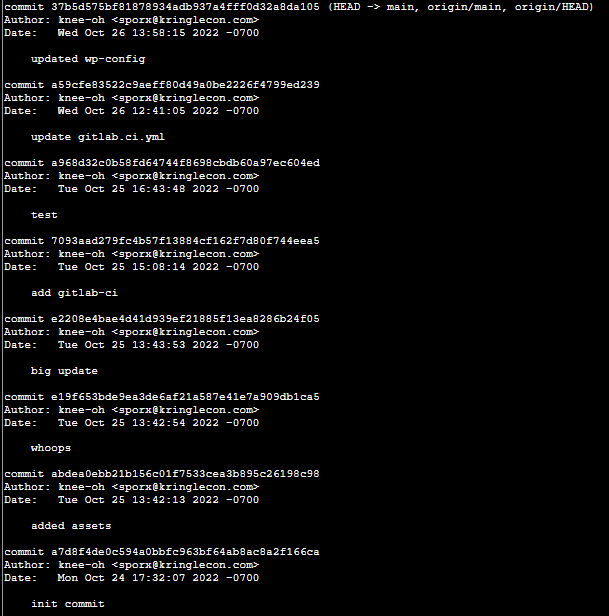 commit 37b5d575bf81878934adb937a4fff0d32a8da105 (HEAD -> main, origin/main, origin/HEAD)
Author: knee-oh <sporx@kringlecon.com>
Date:   Wed Oct 26 13:58:15 2022 -0700
updated wp-config
commit a59cfe83522c9aeff80d49a0be2226f4799ed239
Author: knee-oh <sporx@kringlecon.com>
Date:   Wed Oct 26 12:41:05 2022 -0700
update gitlab.ci.yml
commit a968d32c0b58fd64744f8698cbdb60a97ec604ed
Author: knee-oh <sporx@kringlecon.com>
Date:   Tue Oct 25 16:43:48 2022 -0700
test
commit 7093aad279fc4b57f13884cf162f7d80f744eea5
Author: knee-oh <sporx@kringlecon.com>
Date:   Tue Oct 25 15:08:14 2022 -0700
add gitlab-ci
commit e2208e4bae4d41d939ef21885f13ea8286b24f05
Author: knee-oh <sporx@kringlecon.com>
Date:   Tue Oct 25 13:43:53 2022 -0700
big update
commit e19f653bde9ea3de6af21a587e41e7a909db1ca5
Author: knee-oh <sporx@kringlecon.com>
Date:   Tue Oct 25 13:42:54 2022 -0700
whoops
commit abdea0ebb21b156c01f7533cea3b895c26198c98
Author: knee-oh <sporx@kringlecon.com>
Date:   Tue Oct 25 13:42:13 2022 -0700
added assets
commit a7d8f4de0c594a0bbfc963bf64ab8ac8a2f166ca
Author: knee-oh <sporx@kringlecon.com>
Date:   Mon Oct 24 17:32:07 2022 -0700
init commit